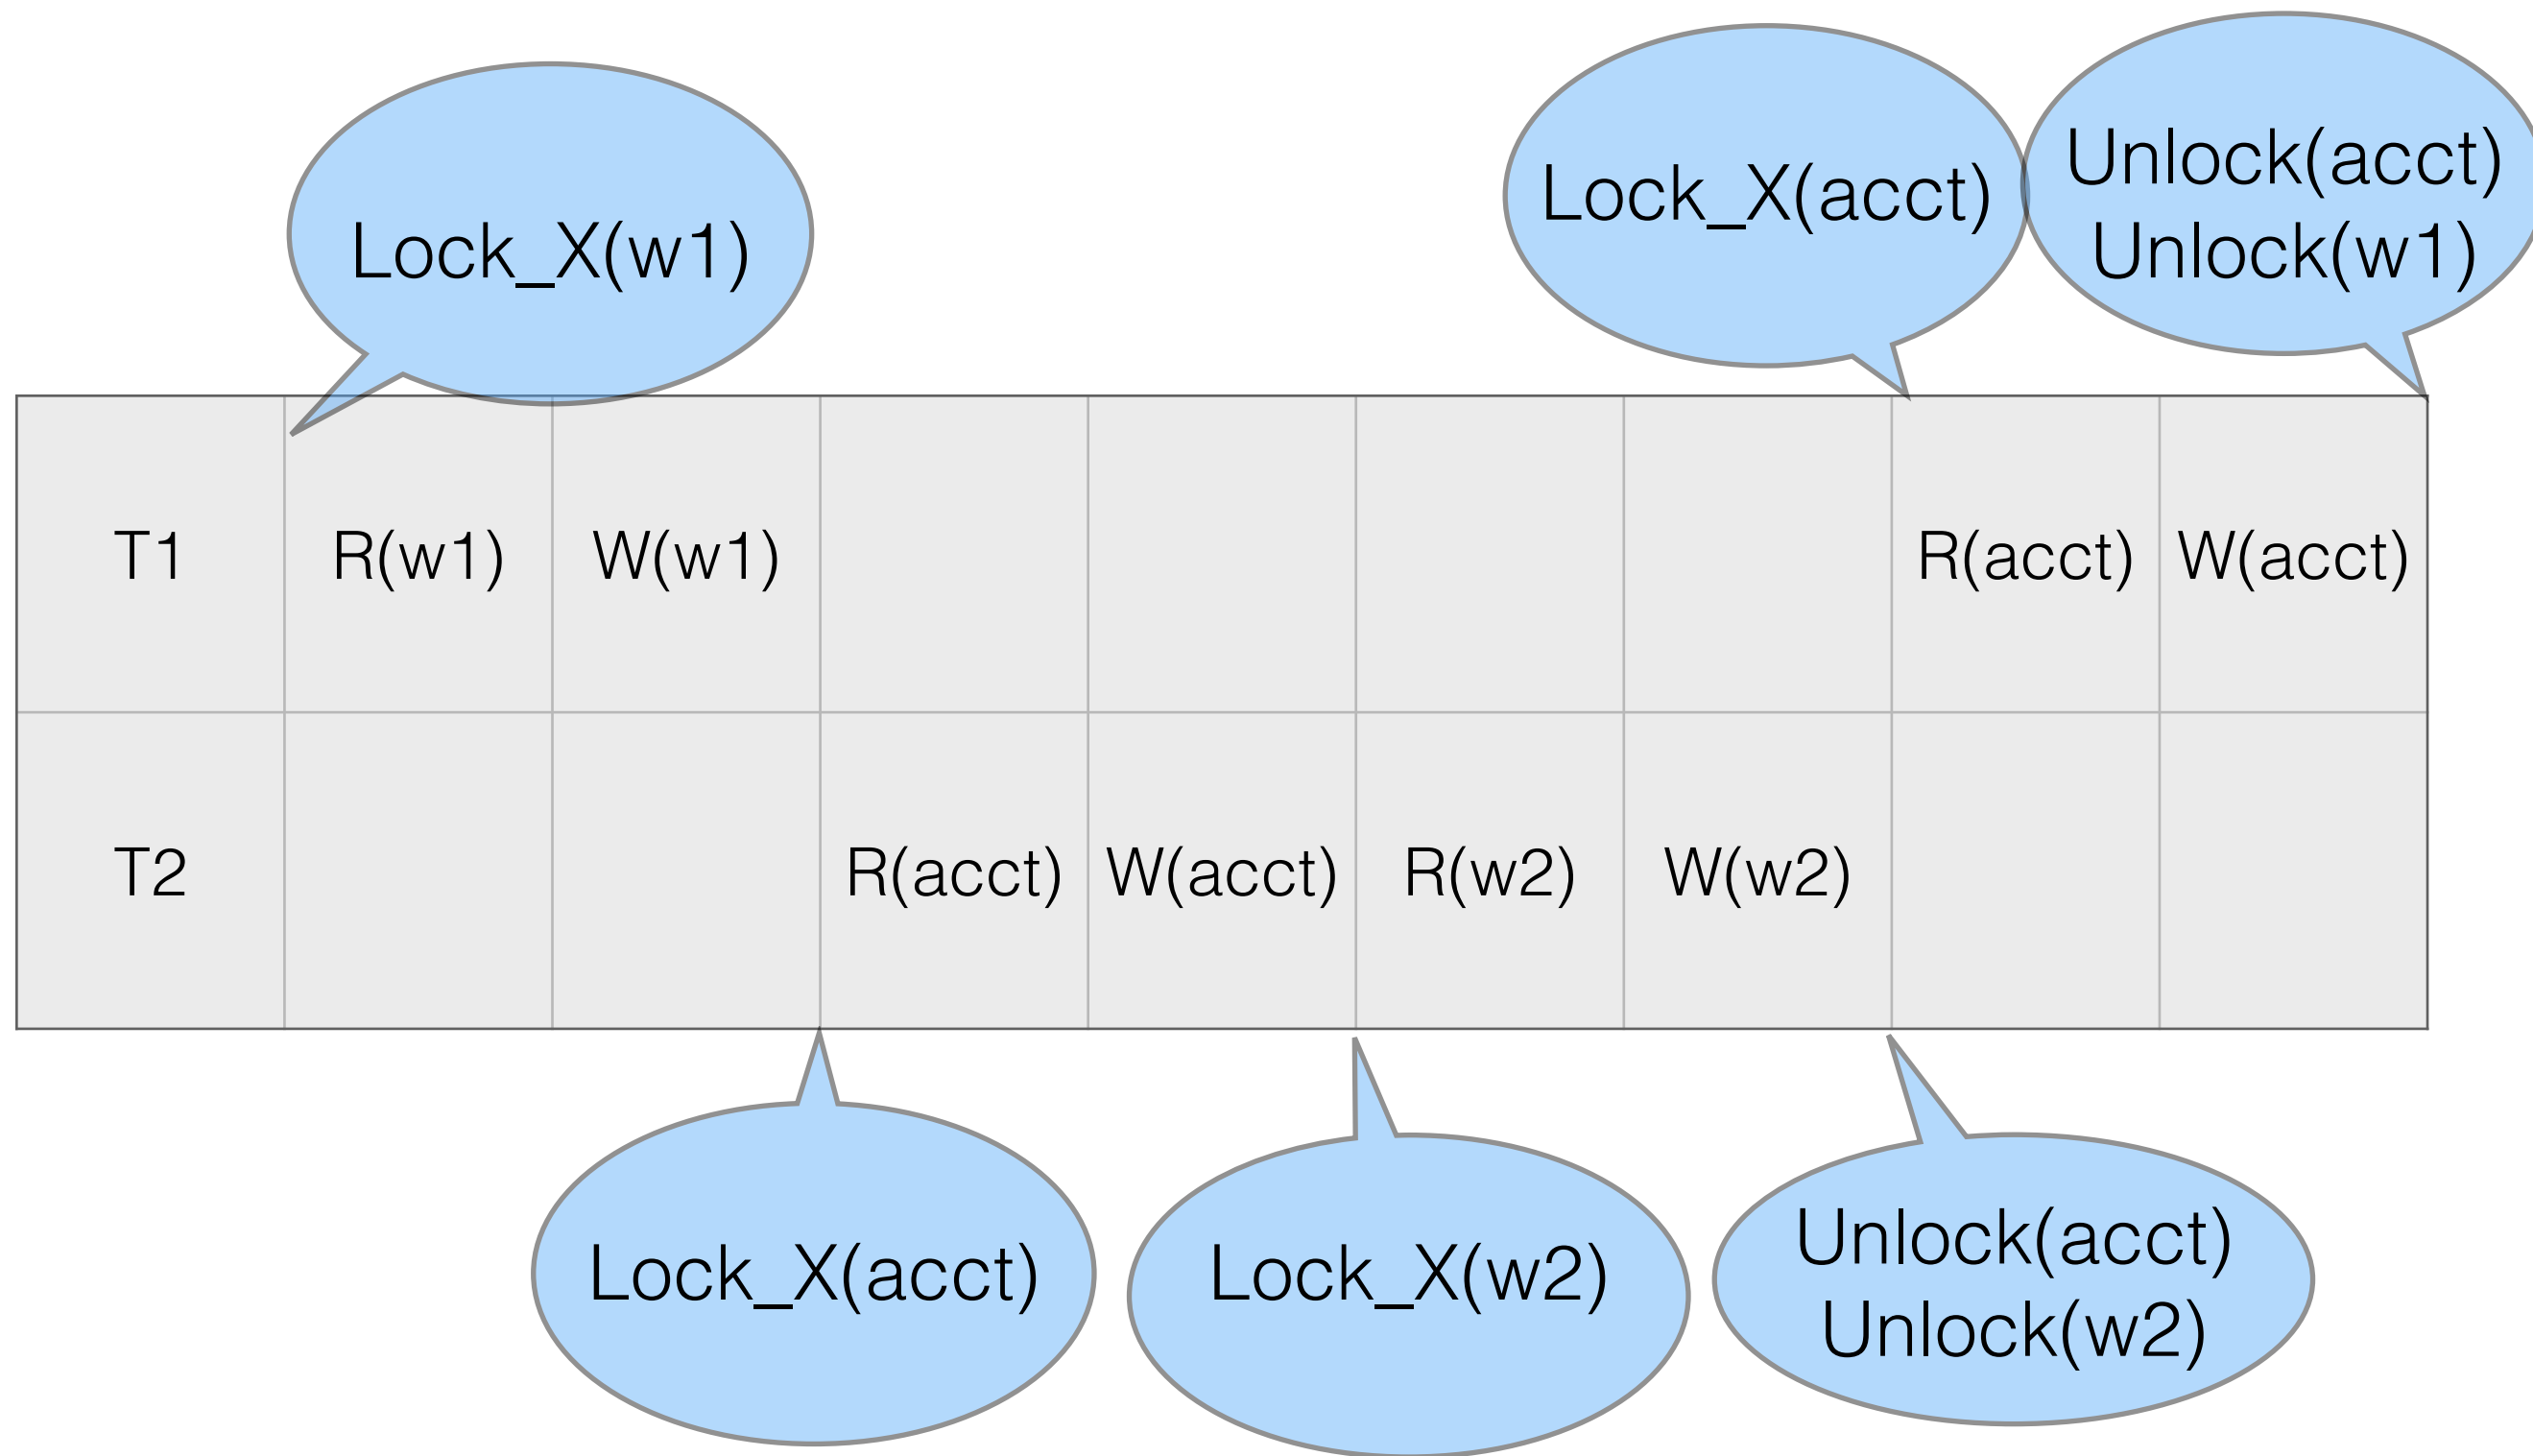 Lock_X(w1)
Lock_X(acct)
Unlock(acct)
Unlock(w1)
T1 R(w1) W(w1) R(acct) W(acct)
T2 R(acct) W(acct) R(w2) W(w2)
Lock_X(acct)
Lock_X(w2)
Unlock(acct)
Unlock(w2)